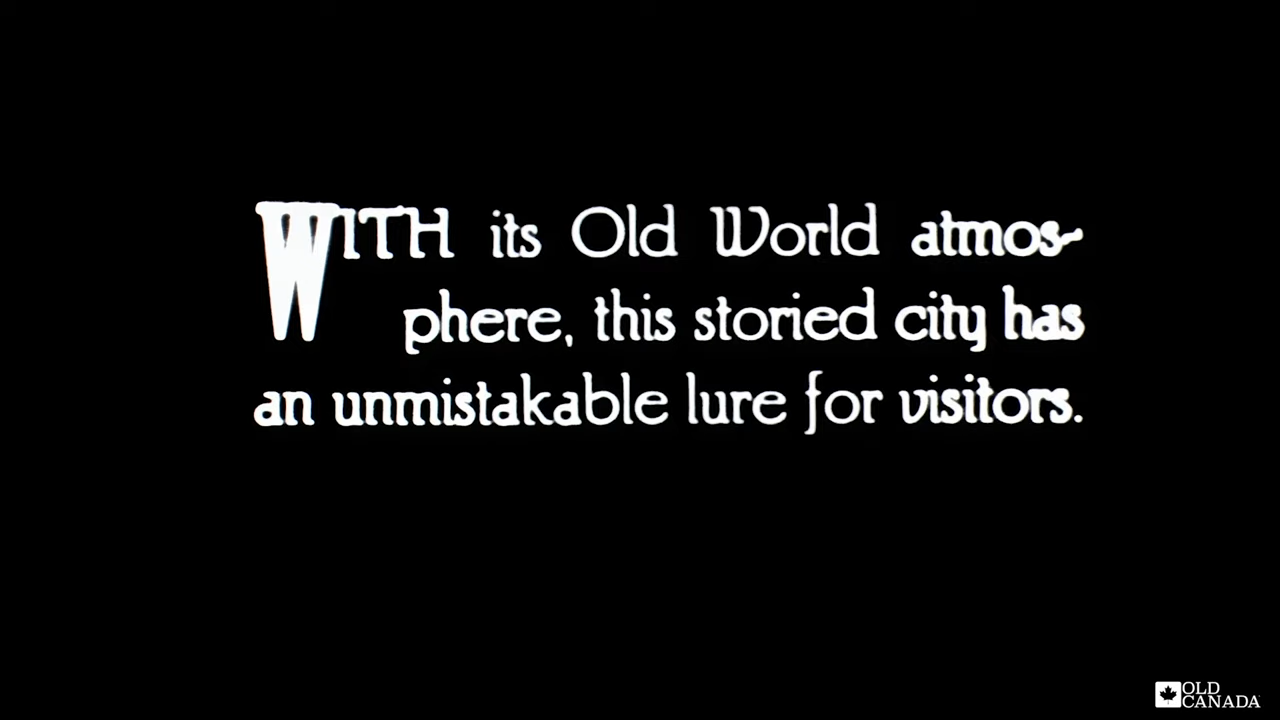 WITH its Old World atmos-
phere, this storied city has
an unmistakable lure for visitors.
OLD
CANADA